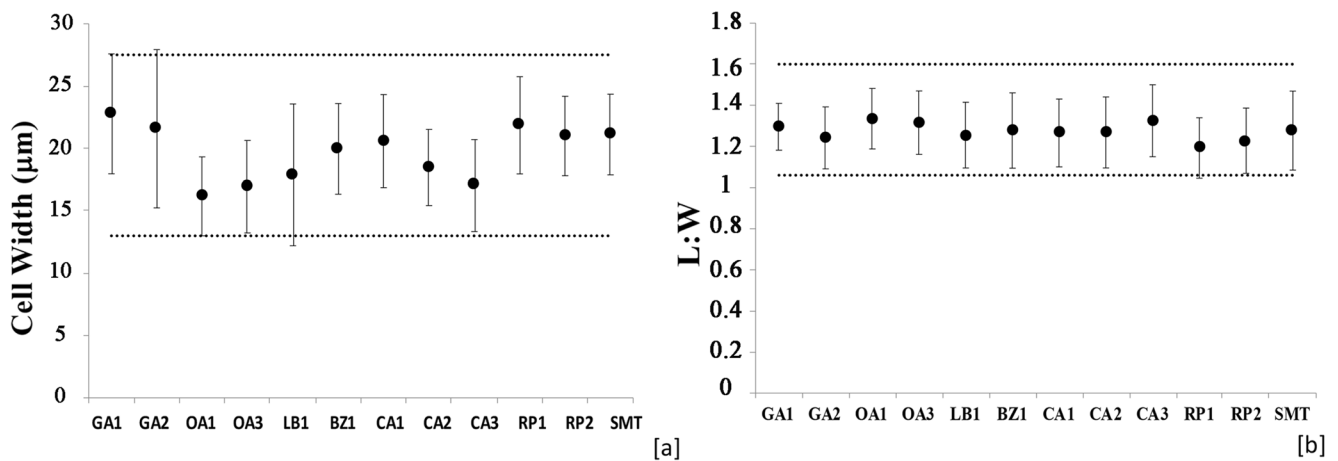 Cell Width (μm)
30
25
20
15
10
5
0
GA1 GA2 OA1 OA3 LB1 BZ1 CA1 CA2 CA3 RP1 RP2 SMT
[a]
L:W
1.8
1.6
1.4
1.2
1
0.8
0.6
0.4
0.2
0
GA1 GA2 OA1 OA3 LB1 BZ1 CA1 CA2 CA3 RP1 RP2 SMT
[b]